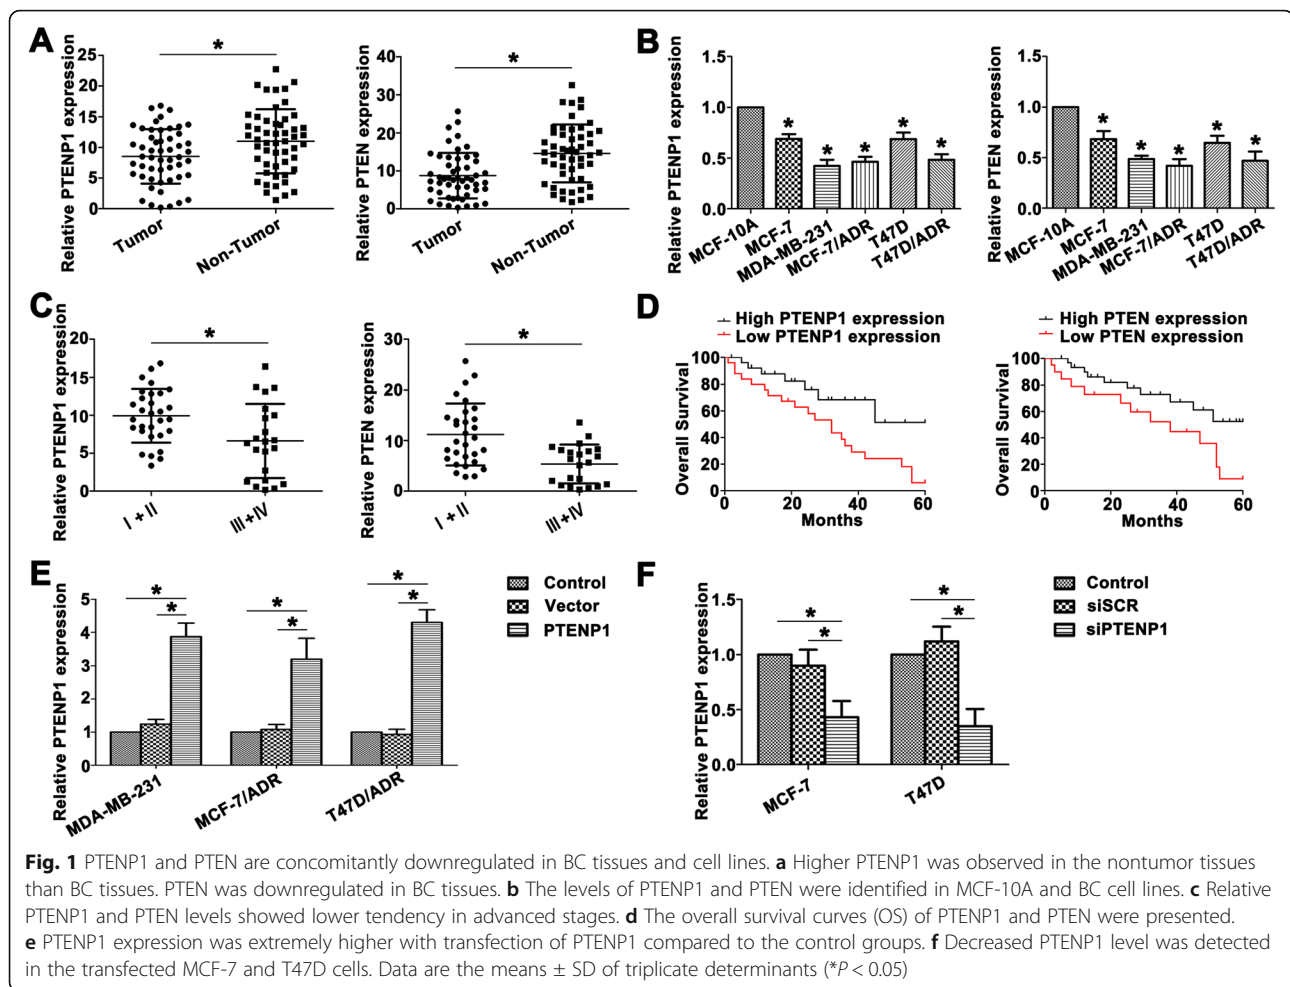 A
*
Relative PTENP1 expression
25
20
15
10
5
0
Tumor
Non-Tumor
*
Relative PTEN expression
40
30
20
10
0
Tumor
Non-Tumor
B
Relative PTENP1 expression
1.5
1.0
0.5
0.0
* * * * *
MCF-10A
MCF-7
MDA-MB-231
MCF-7/ADR
T47D
T47D/ADR
Relative PTEN expression
1.5
1.0
0.5
0.0
* * * * *
MCF-10A
MCF-7
MDA-MB-231
MCF-7/ADR
T47D
T47D/ADR
C
*
Relative PTENP1 expression
20
15
10
5
0
I + II
III+IV
*
Relative PTEN expression
30
20
10
0
I + II
III+IV
D
High PTENP1 expression
Low PTENP1 expression
Overall Survival
100
80
60
40
20
0
0 20 40 60
Months
High PTEN expression
Low PTEN expression
Overall Survival
100
80
60
40
20
0
0 20 40 60
Months
E
Relative PTENP1 expression
5
4
3
2
1
0
* *
* *
* *
MDA-MB-231
MCF-7/ADR
T47D/ADR
Control
Vector
PTENP1
F
Relative PTENP1 expression
1.5
1.0
0.5
0.0
* *
* *
MCF-7
T47D
Control
siSCR
siPTENP1
Fig. 1 PTENP1 and PTEN are concomitantly downregulated in BC tissues and cell lines. a Higher PTENP1 was observed in the nontumor tissues
than BC tissues. PTEN was downregulated in BC tissues. b The levels of PTENP1 and PTEN were identified in MCF-10A and BC cell lines. c Relative
PTENP1 and PTEN levels showed lower tendency in advanced stages. d The overall survival curves (OS) of PTENP1 and PTEN were presented.
e PTENP1 expression was extremely higher with transfection of PTENP1 compared to the control groups. f Decreased PTENP1 level was detected
in the transfected MCF-7 and T47D cells. Data are the means ± SD of triplicate determinants (*P < 0.05)